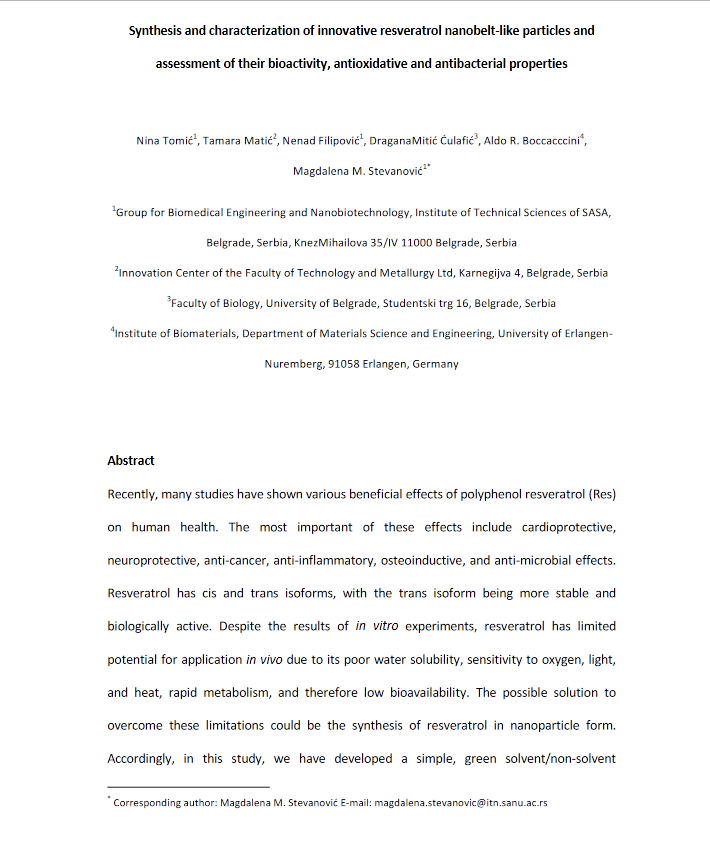 Synthesis and characterization of innovative resveratrol nanobelt-like particles and
assessment of their bioactivity, antioxidative and antibacterial properties
Nina Tomić1, Tamara Matić2, Nenad Filipović1, DraganaMitić Ćulafić3, Aldo R. Boccacccini4,
Magdalena M. Stevanović1*
1Group for Biomedical Engineering and Nanobiotechnology, Institute of Technical Sciences of SASA,
Belgrade, Serbia, KnezMihailova 35/IV 11000 Belgrade, Serbia
2Innovation Center of the Faculty of Technology and Metallurgy Ltd, Karnegijva 4, Belgrade, Serbia
3Faculty of Biology, University of Belgrade, Studentski trg 16, Belgrade, Serbia
4Institute of Biomaterials, Department of Materials Science and Engineering, University of Erlangen-
Nuremberg, 91058 Erlangen, Germany
Abstract
Recently, many studies have shown various beneficial effects of polyphenol resveratrol (Res)
on human health. The most important of these effects include cardioprotective,
neuroprotective, anti-cancer, anti-inflammatory, osteoinductive, and anti-microbial effects.
Resveratrol has cis and trans isoforms, with the trans isoform being more stable and
biologically active. Despite the results of in vitro experiments, resveratrol has limited
potential for application in vivo due to its poor water solubility, sensitivity to oxygen, light,
and heat, rapid metabolism, and therefore low bioavailability. The possible solution to
overcome these limitations could be the synthesis of resveratrol in nanoparticle form.
Accordingly, in this study, we have developed a simple, green solvent/non-solvent
* Corresponding author: Magdalena M. Stevanović E-mail: magdalena.stevanovic@itn.sanu.ac.rs